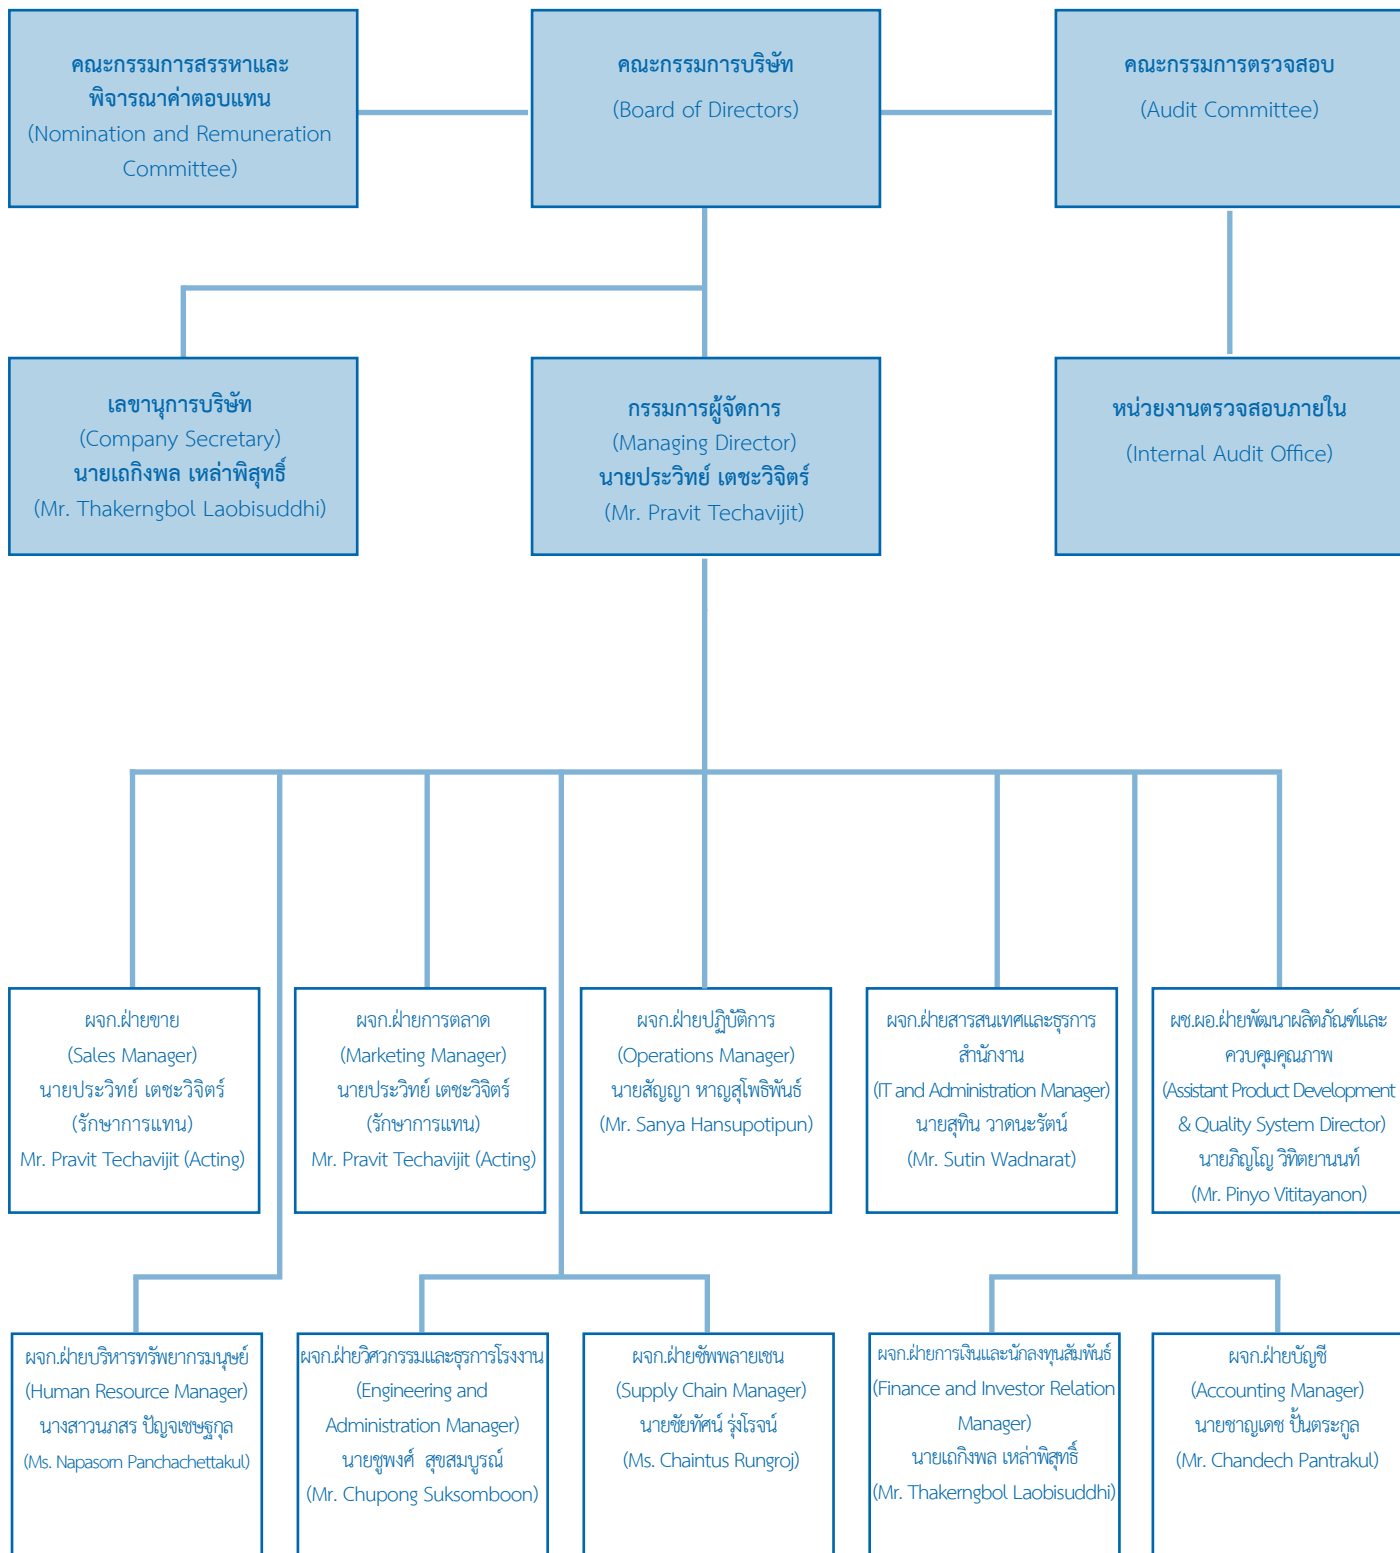 คณะกรรมการสรรหาและ
พิจารณาค่าตอบแทน
(Nomination and Remuneration
Committee)
คณะกรรมการบริษัท
(Board of Directors)
คณะกรรมการตรวจสอบ
(Audit Committee)
เลขานุการบริษัท
(Company Secretary)
นายเถกิงพล เหล่าพิสุทธิ์
(Mr. Thakerngbol Laobisuddhi)
กรรมการผู้จัดการ
(Managing Director)
นายประวิทย์ เตชะวิจิตร์
(Mr. Pravit Techavijit)
หน่วยงานตรวจสอบภายใน
(Internal Audit Office)
ผจก.ฝ่ายขาย
(Sales Manager)
นายประวิทย์ เตชะวิจิตร์
(รักษาการแทน)
Mr. Pravit Techavijit (Acting)
ผจก.ฝ่ายการตลาด
(Marketing Manager)
นายประวิทย์ เตชะวิจิตร์
(รักษาการแทน)
Mr. Pravit Techavijit (Acting)
ผจก.ฝ่ายปฏิบัติการ
(Operations Manager)
นายสัญญา หาญสุโพธิพันธ์
(Mr. Sanya Hansupotipun)
ผจก.ฝ่ายสารสนเทศและธุรการ
สำนักงาน
(IT and Administration Manager)
นายสุทิน วาดนะรัตน์
(Mr. Sutin Wadnarat)
ผช.ผอ.ฝ่ายพัฒนาผลิตภัณฑ์และ
ควบคุมคุณภาพ
(Assistant Product Development
& Quality System Director)
นายภิญโญ วิทิตยานนท์
(Mr. Pinyo Vititayanon)
ผจก.ฝ่ายบริหารทรัพยากรมนุษย์
(Human Resource Manager)
นางสาวนภสร ปัญจเชษฐกุล
(Ms. Napasorn Panchachettakul)
ผจก.ฝ่ายวิศวกรรมและธุรการโรงงาน
(Engineering and
Administration Manager)
นายชูพงศ์  สุขสมบูรณ์
(Mr. Chupong Suksomboon)
ผจก.ฝ่ายซัพพลายเชน
(Supply Chain Manager)
นายชัยทัศน์ รุ่งโรจน์
(Ms. Chaintus Rungroj)
ผจก.ฝ่ายการเงินและนักลงทุนสัมพันธ์
(Finance and Investor Relation
Manager)
นายเถกิงพล เหล่าพิสุทธิ์
(Mr. Thakerngbol Laobisuddhi)
ผจก.ฝ่ายบัญชี
(Accounting Manager)
นายชาญเดช ปั้นตระกูล
(Mr. Chandech Pantrakul)